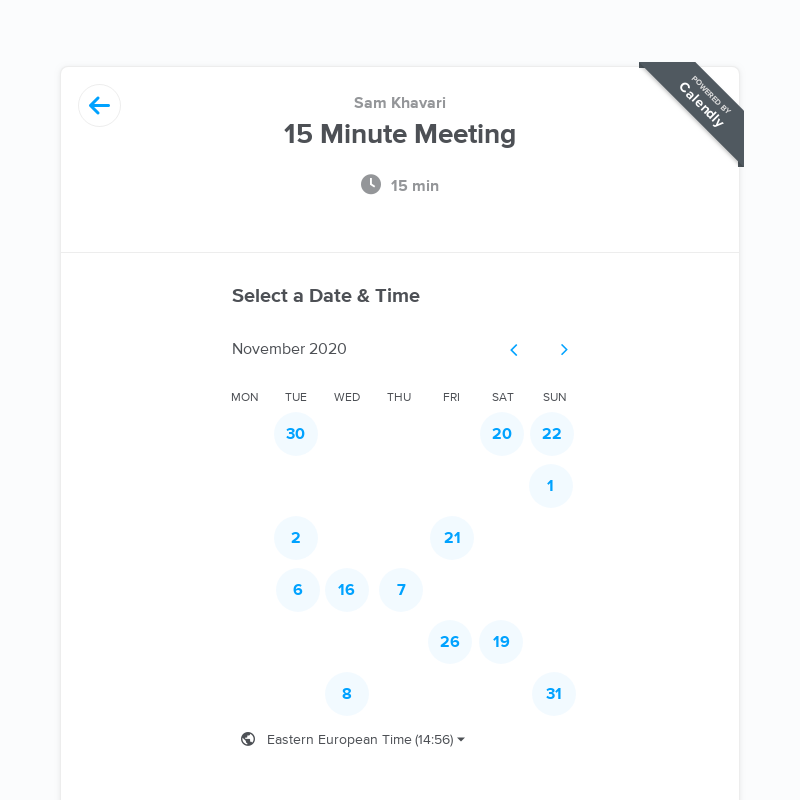 Sam Khavari
15 Minute Meeting
15 min
POWERED BY
Calendly
Select a Date & Time
November 2020
MON TUE WED THU FRI SAT SUN
30 20 22
1
2 21
6 16 7
26 19
8 31
Eastern European Time (14:56)